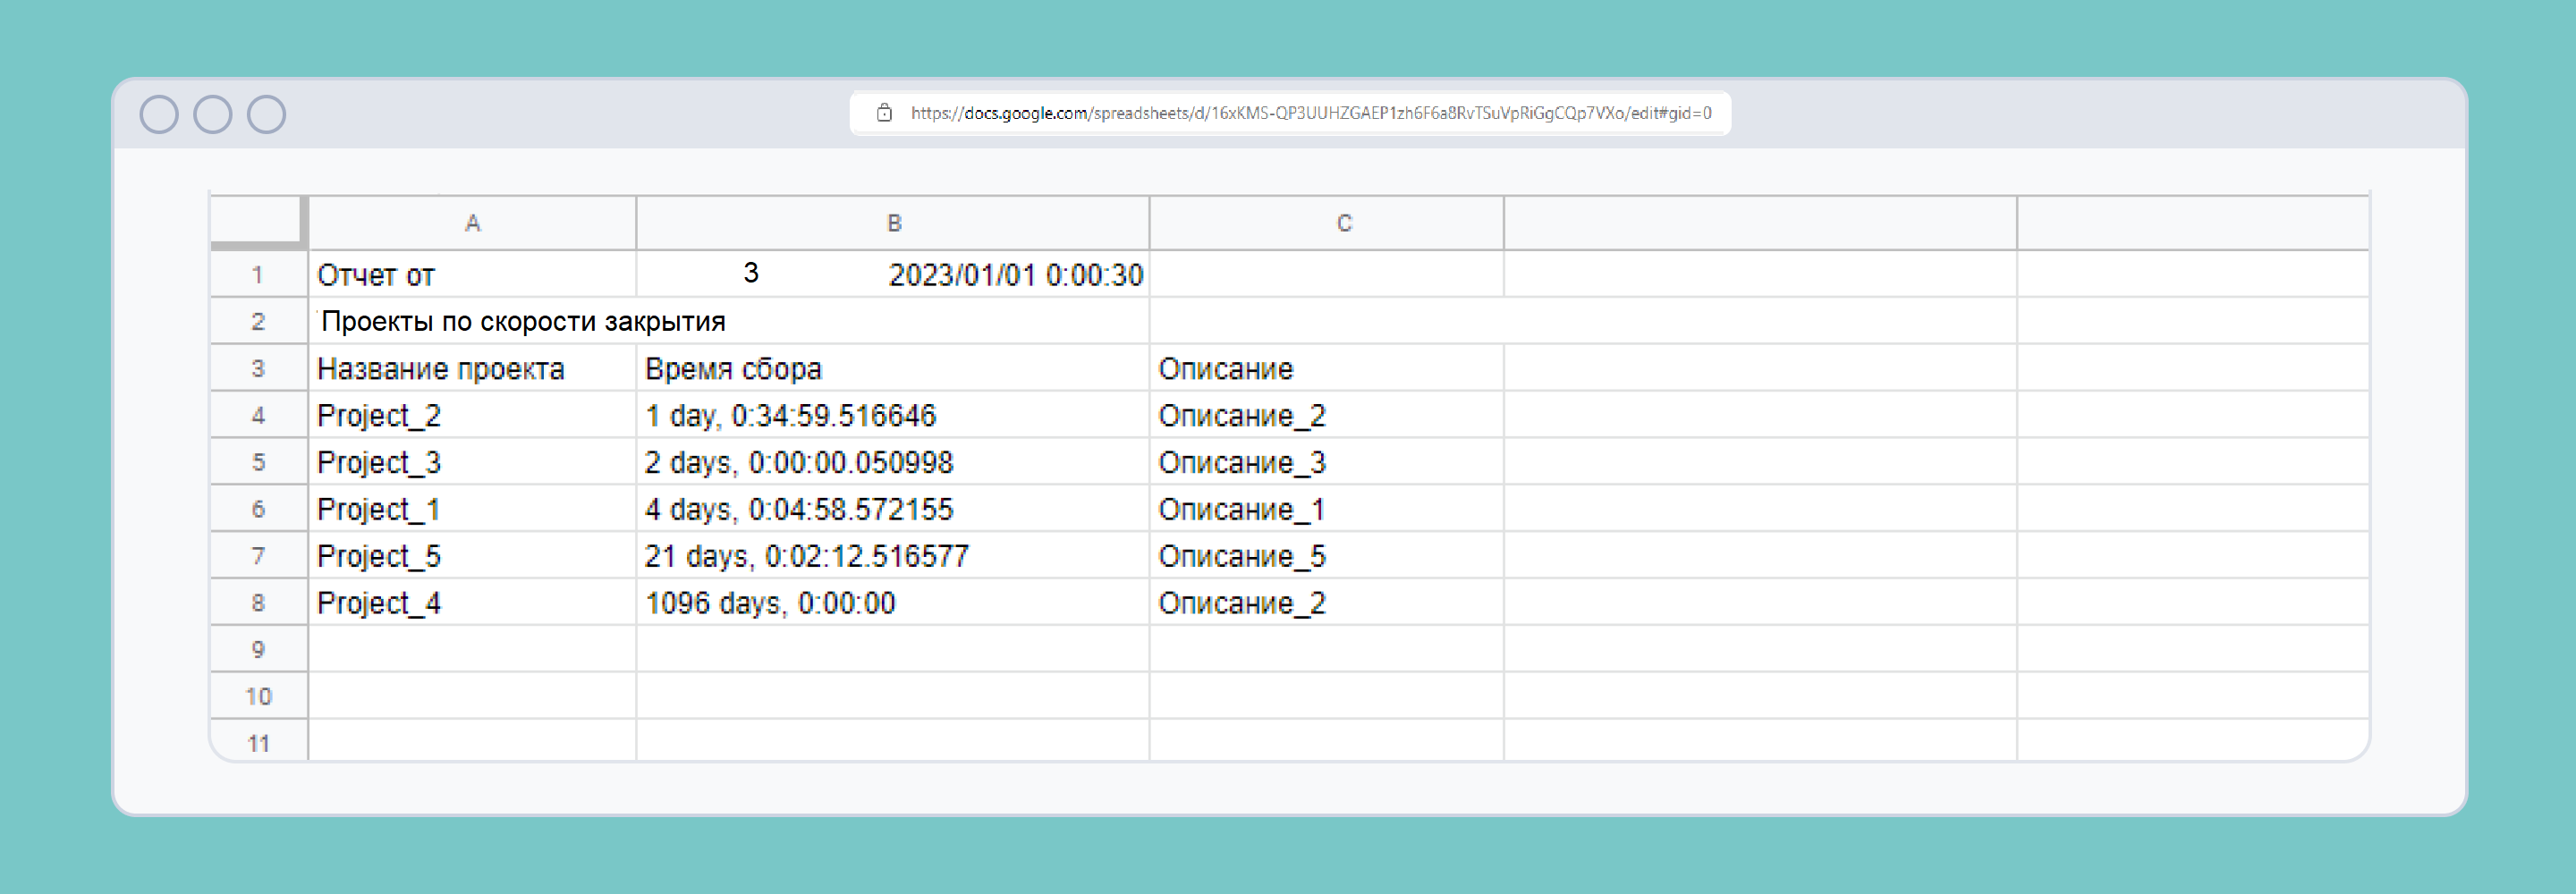 https://docs.google.com/spreadsheets/d/16xKMS-QP3UUHZGAEP1zh6F6a8RvTSuVpRiGgCQp7VXo/edit#gid=0
A B C
1 Отчет от 3 2023/01/01 0:00:30
2 Проекты по скорости закрытия
3 Название проекта Время сбора Описание
4 Project_2 1 day, 0:34:59.516646 Описание_2
5 Project_3 2 days, 0:00:00.050998 Описание_3
6 Project_1 4 days, 0:04:58.572155 Описание_1
7 Project_5 21 days, 0:02:12.516577 Описание_5
8 Project_4 1096 days, 0:00:00 Описание_2
9
10
11